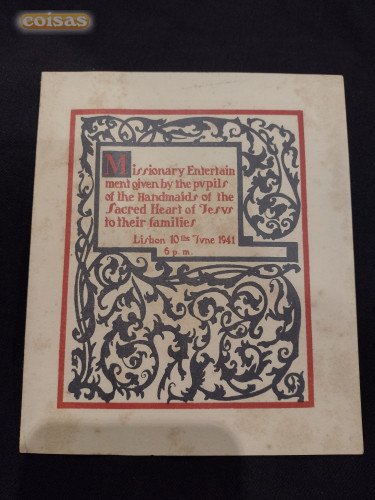 coisas
Missionary Entertain
ment given by the pvpils
of the Handmaids of the
Sacred Heart of Jesvs
to their families
Lisbon 10the Jvne 1941
6 p. m.